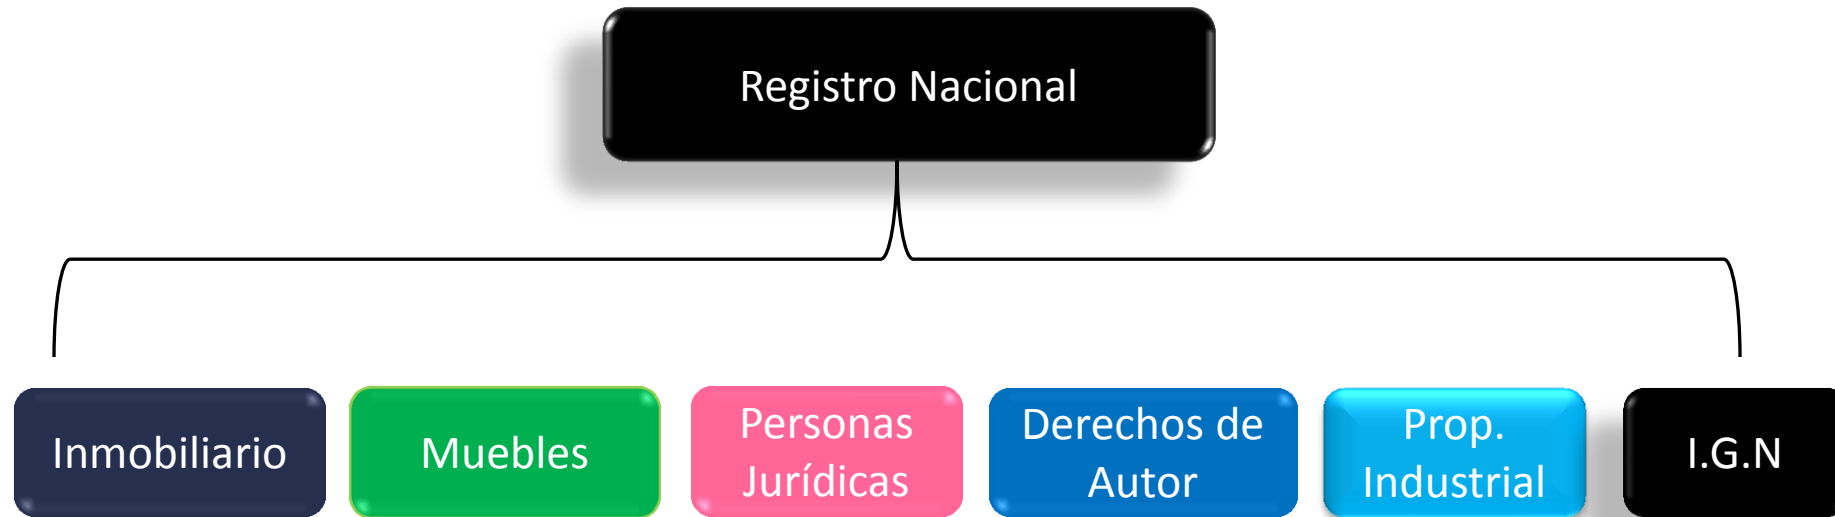 Registro Nacional
Inmobiliario
Muebles
Personas
Jurídicas
Derechos de
Autor
Prop.
Industrial
I.G.N